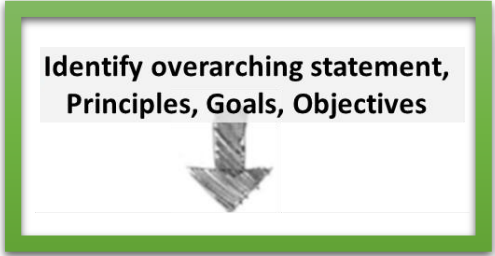 Identify overarching statement,
Principles, Goals, Objectives